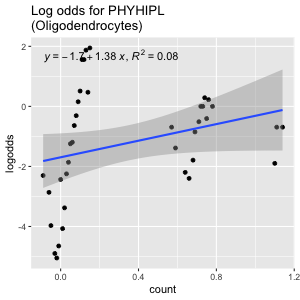 Log odds for PHYHIPL
(Oligodendrocytes)
y = −1.7 + 1.38 x, R² = 0.08
logodds
2
0
-2
-4
0.0 0.4 0.8 1.2
count